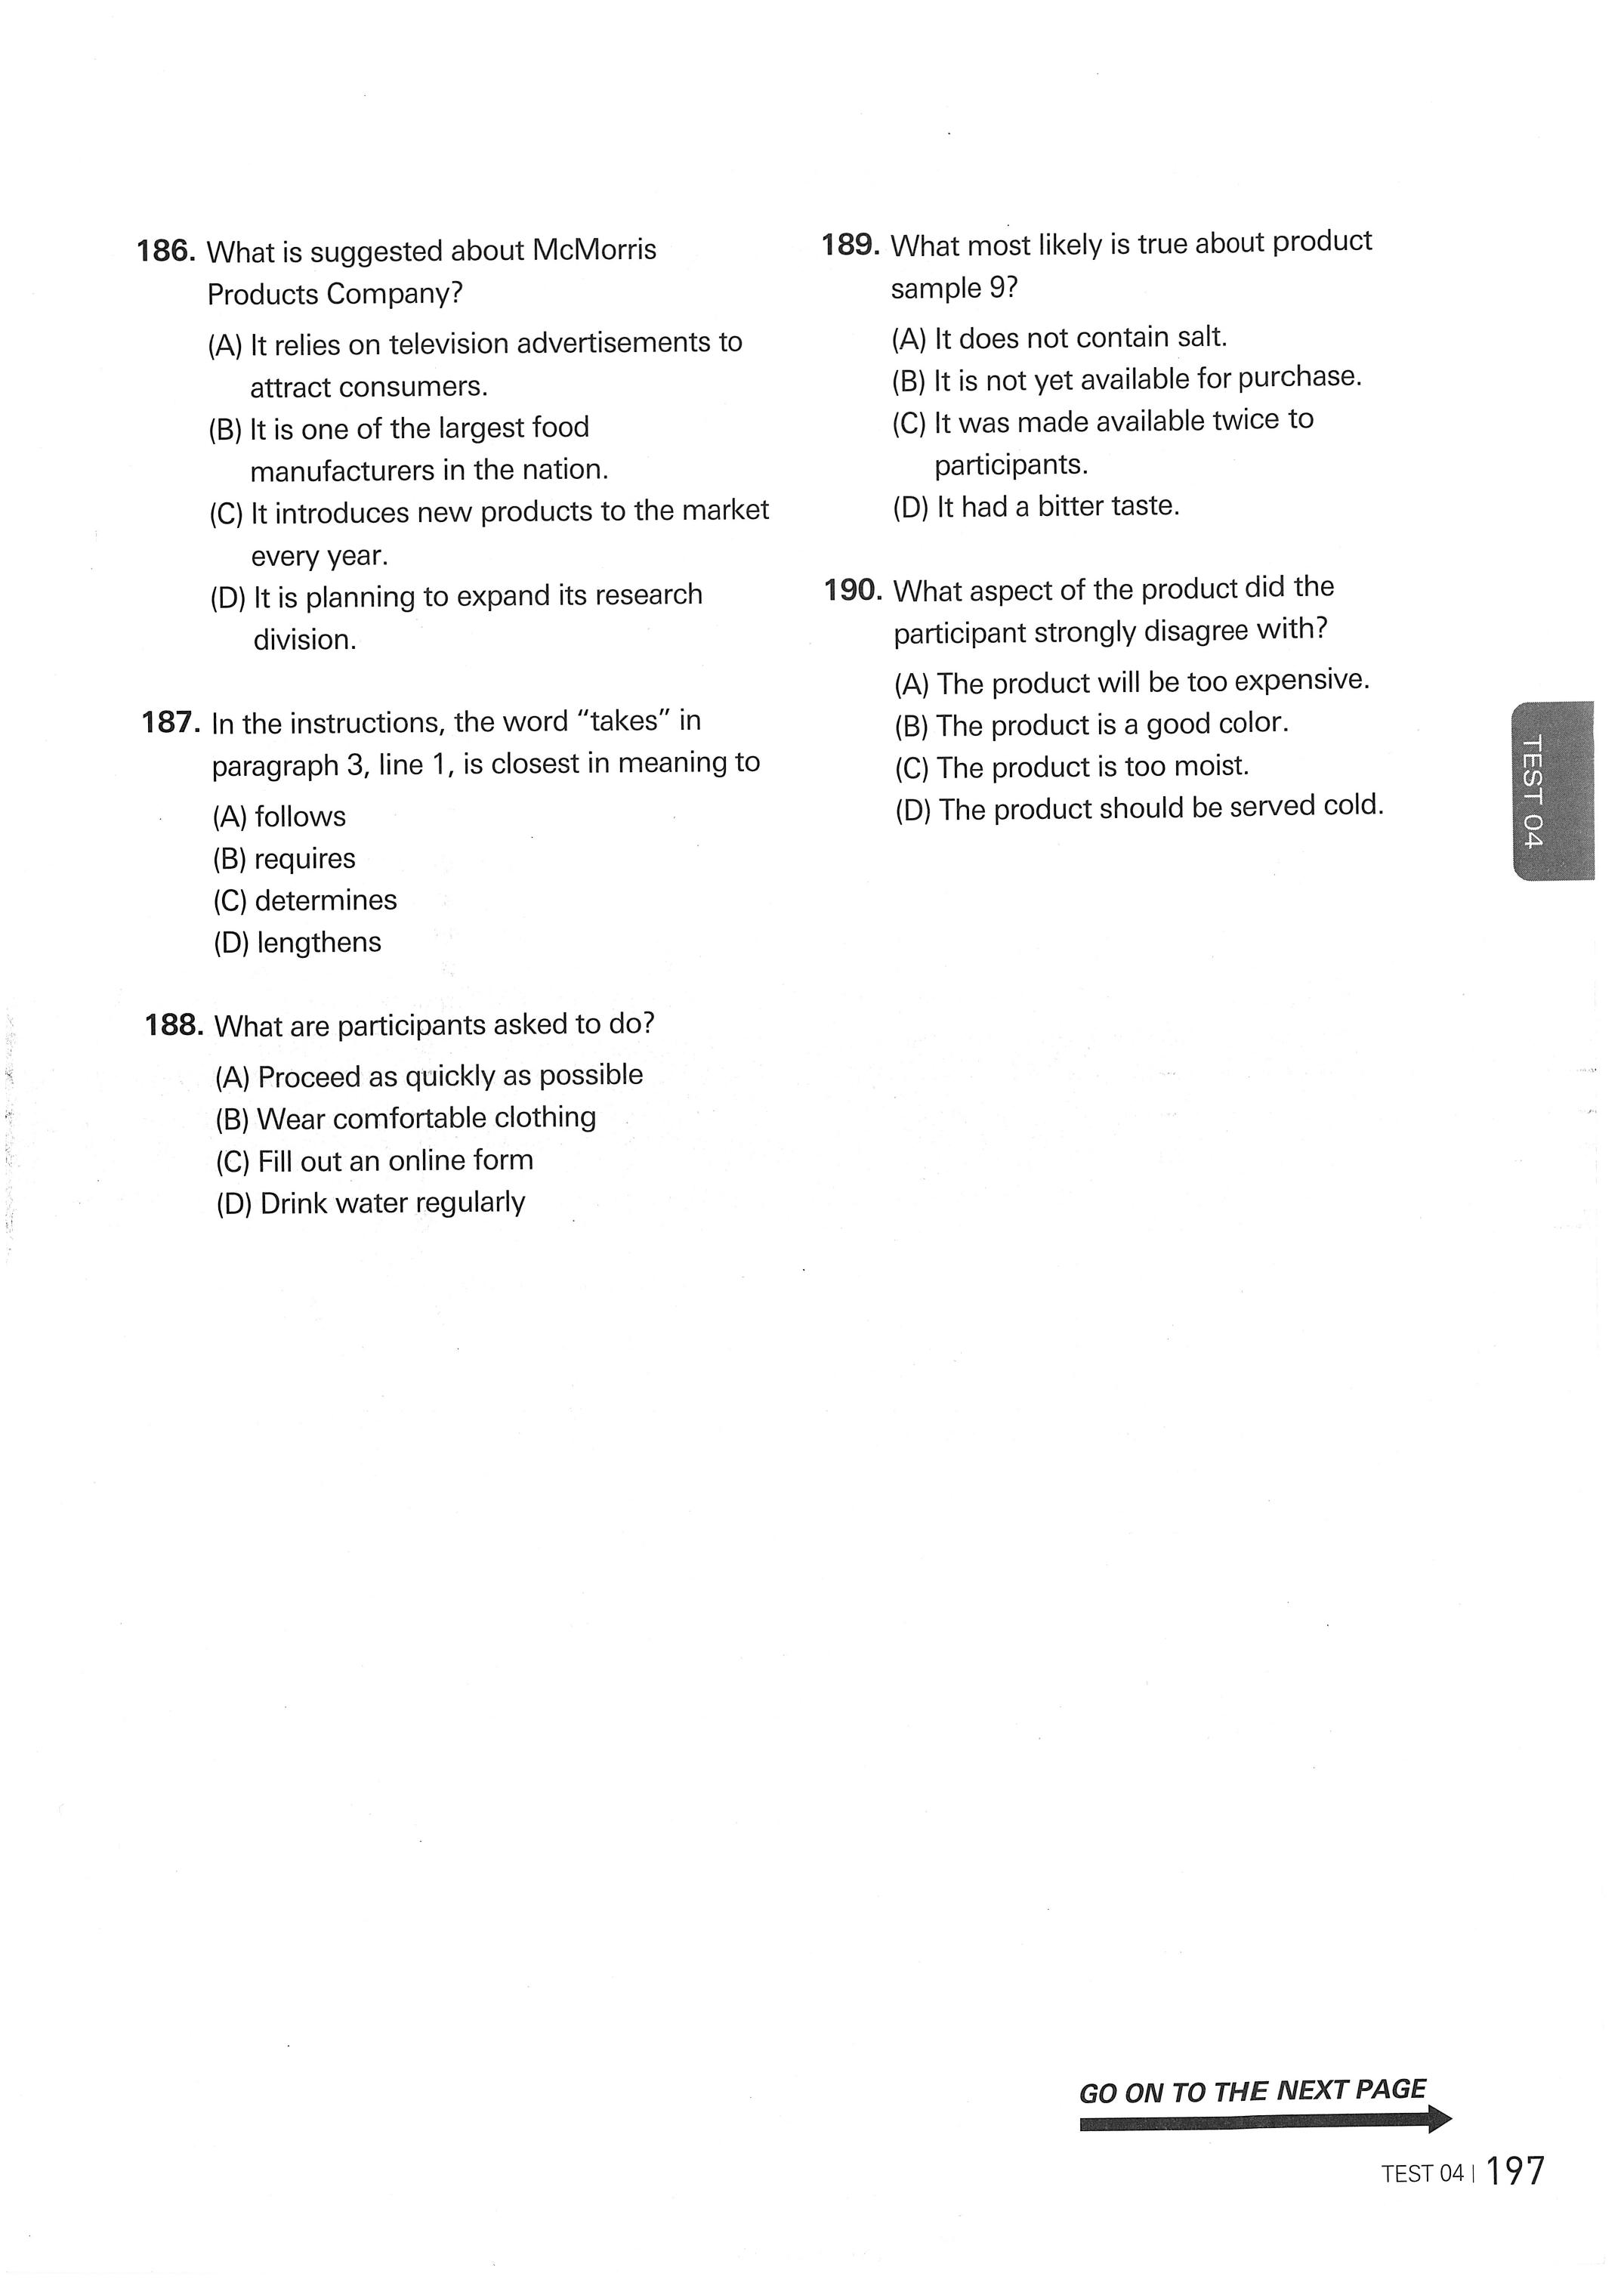 186. What is suggested about McMorris
Products Company?
(A) It relies on television advertisements to
attract consumers.
(B) It is one of the largest food
manufacturers in the nation.
(C) It introduces new products to the market
every year.
(D) It is planning to expand its research
division.
187. In the instructions, the word “takes” in
paragraph 3, line 1, is closest in meaning to
(A) follows
(B) requires
(C) determines
(D) lengthens
188. What are participants asked to do?
(A) Proceed as quickly as possible
(B) Wear comfortable clothing
(C) Fill out an online form
(D) Drink water regularly
189. What most likely is true about product
sample 9?
(A) It does not contain salt.
(B) It is not yet available for purchase.
(C) It was made available twice to
participants.
(D) It had a bitter taste.
190. What aspect of the product did the
participant strongly disagree with?
(A) The product will be too expensive.
(B) The product is a good color.
(C) The product is too moist.
(D) The product should be served cold.
TEST 04
GO ON TO THE NEXT PAGE
TEST 04 | 197